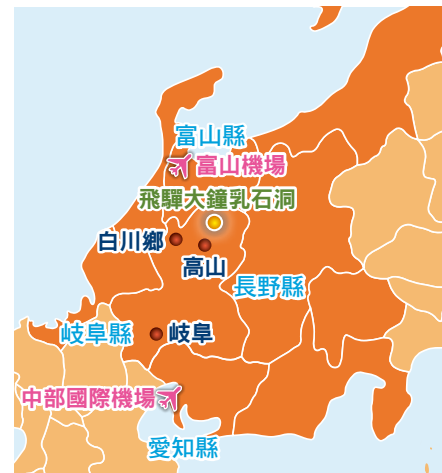 富山縣
富山機場
飛驒大鐘乳石洞
白川鄉
高山
長野縣
岐阜縣
岐阜
中部國際機場
愛知縣